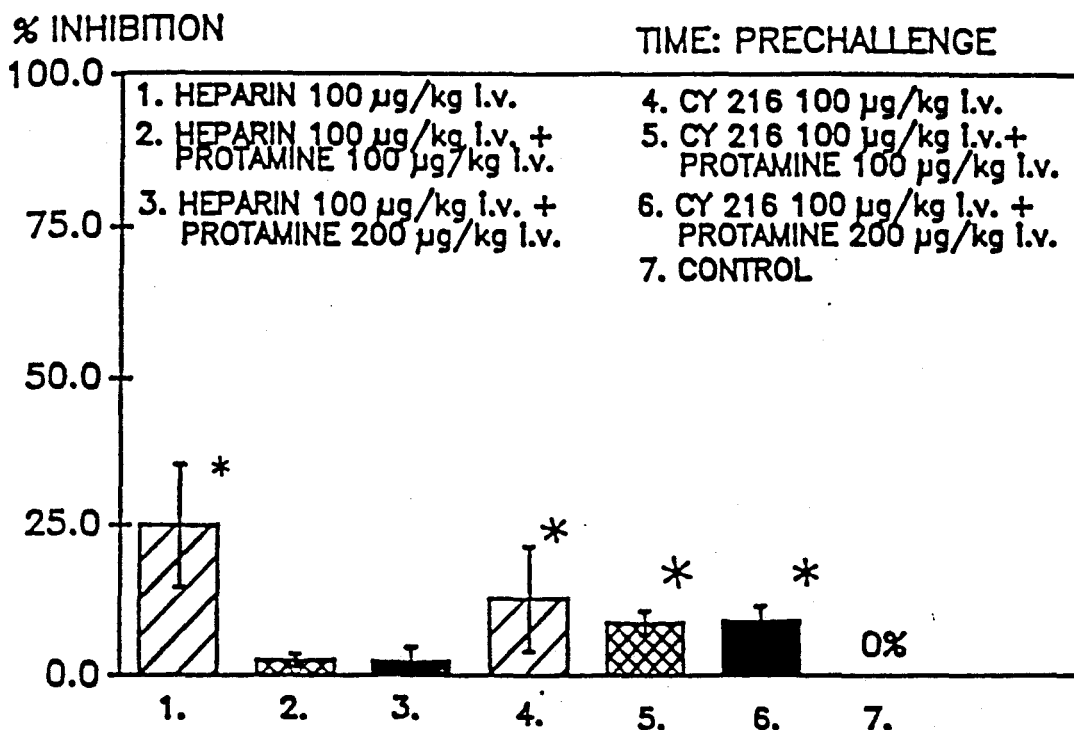 % INHIBITION
TIME: PRECHALLENGE
100.0
1. HEPARIN 100 µg/kg i.v.
2. HEPARIN 100 µg/kg i.v. +
PROTAMINE 100 µg/kg i.v.
3. HEPARIN 100 µg/kg i.v. +
PROTAMINE 200 µg/kg i.v.
4. CY 216 100 µg/kg i.v.
5. CY 216 100 µg/kg i.v.+
PROTAMINE 100 µg/kg i.v.
6. CY 216 100 µg/kg i.v. +
PROTAMINE 200 µg/kg i.v.
7. CONTROL
75.0
50.0
25.0
0.0
*
*
*
*
0%
1. 2. 3. 4. 5. 6. 7.